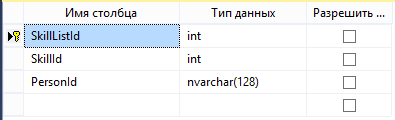 Имя столбца Тип данных Разрешить ...
SkillListId int
SkillId int
PersonId nvarchar(128)